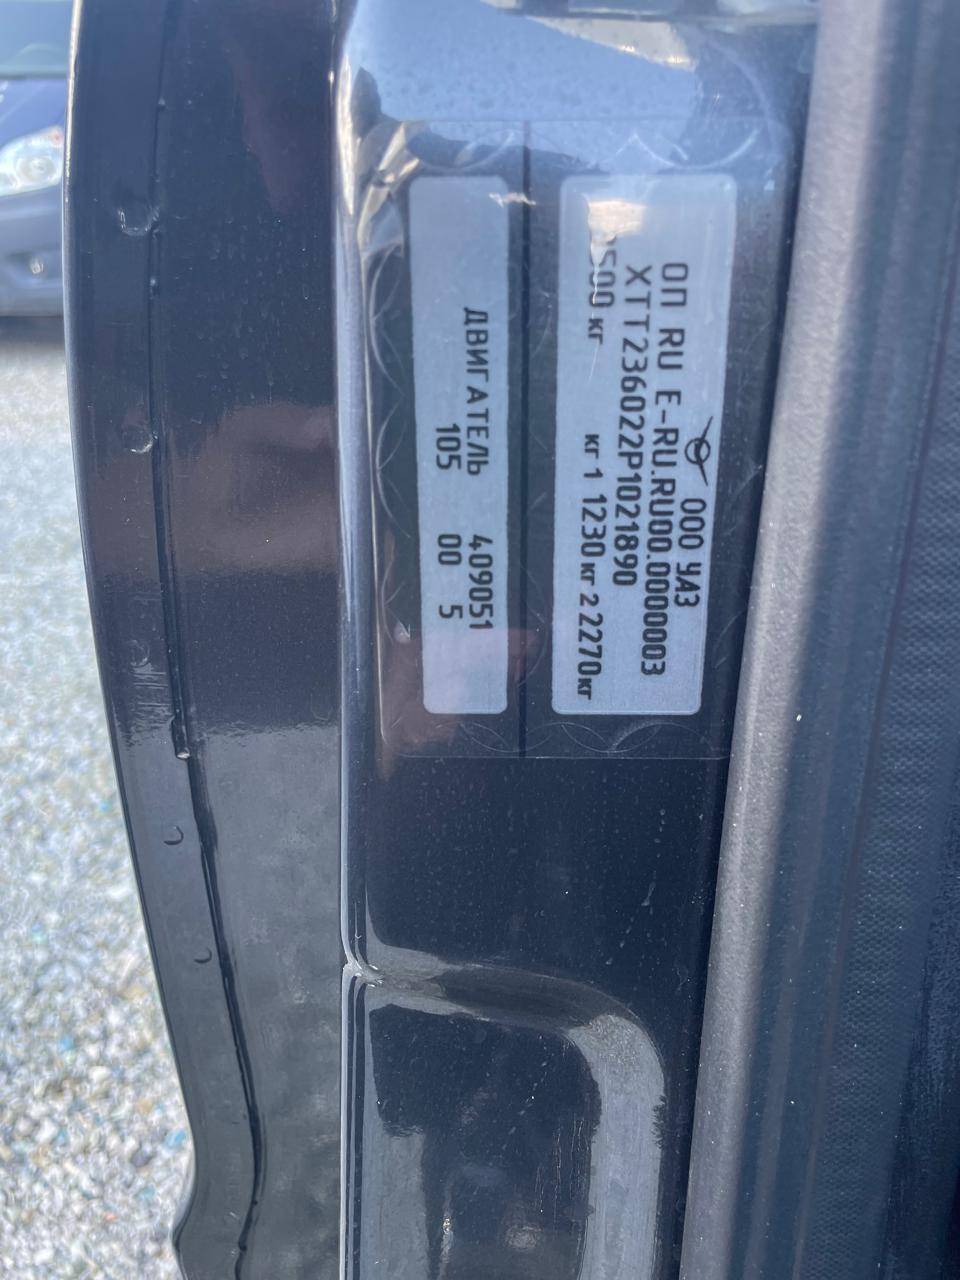 ООО УАЗ
ОП RU E-RU.RU00.0000003
XTT236022P1021890
3500 кг
кг 1 1230 кг 2 2270 кг
ДВИГАТЕЛЬ 409051
105 00 5